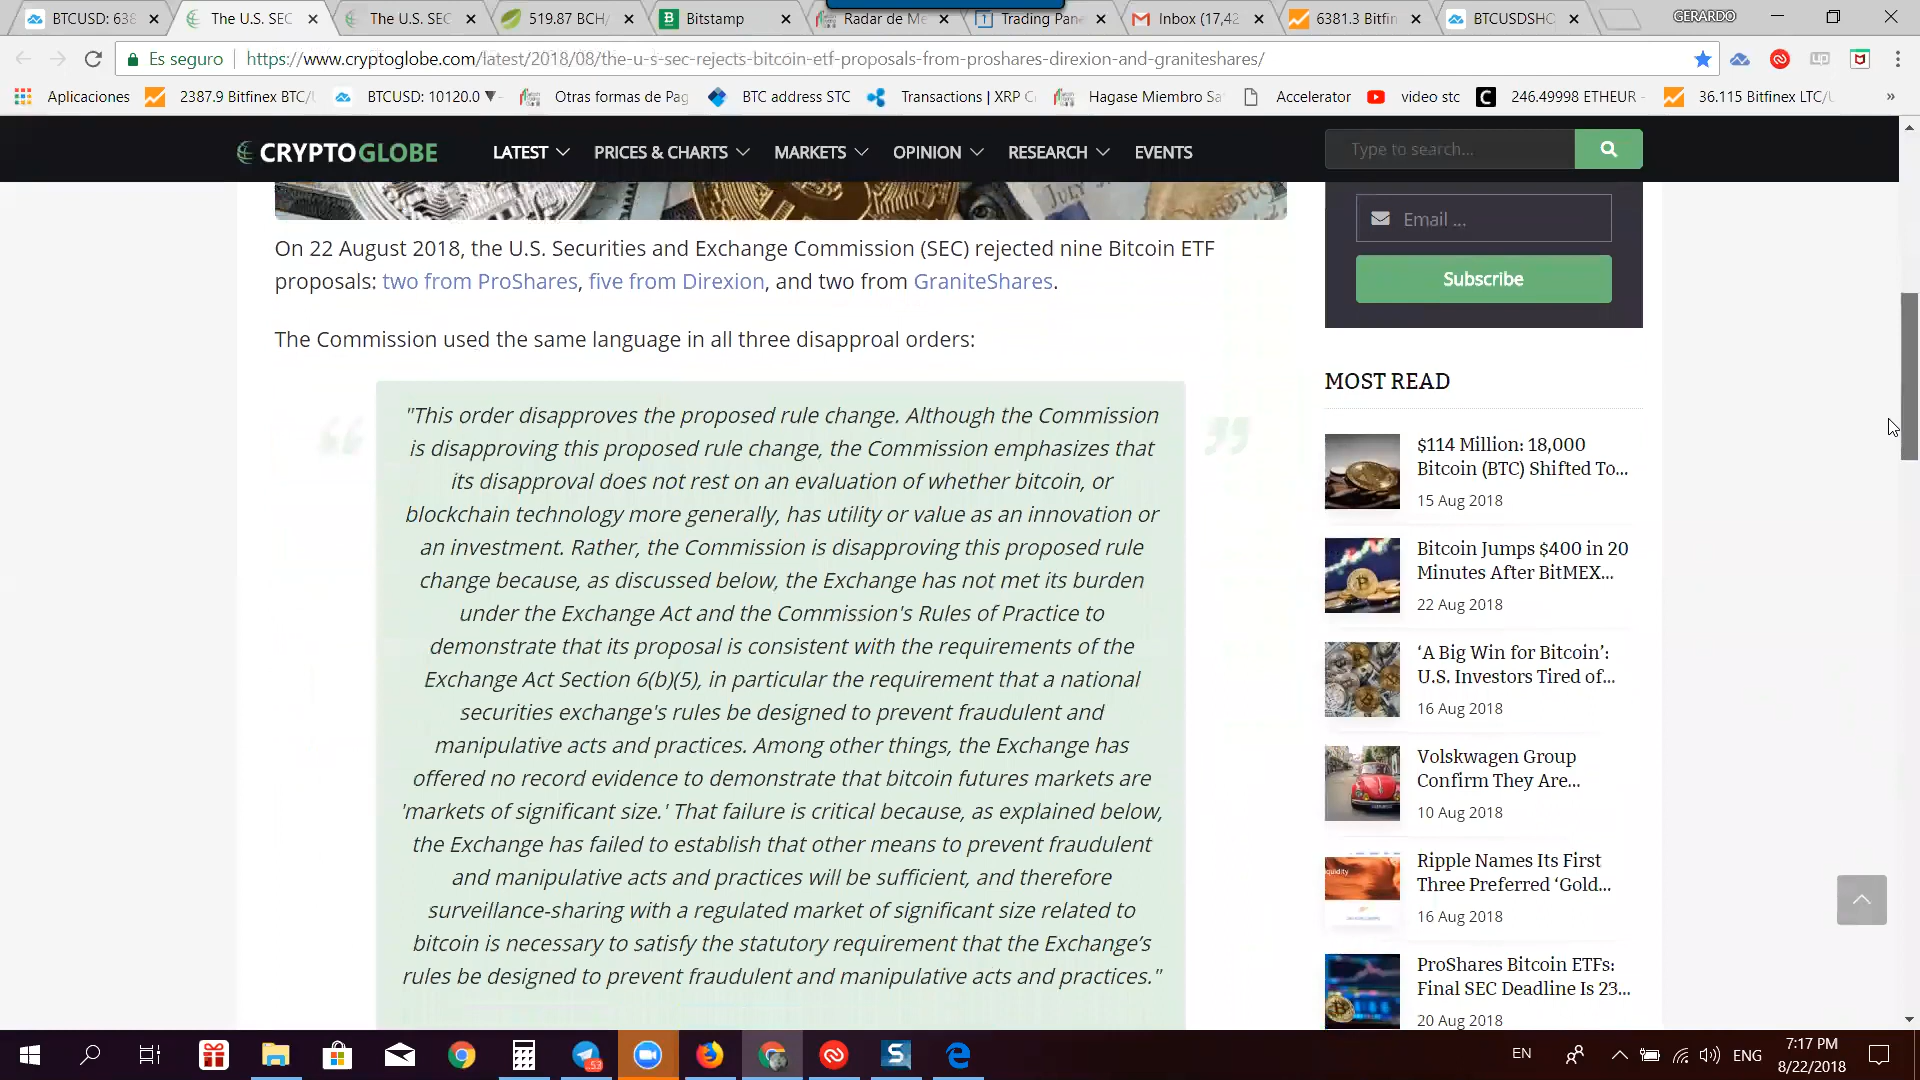 BTCUSD: 638
The U.S. SEC
The U.S. SEC
519.87 BCH/
Bitstamp
Radar de Me
Trading Pan
Inbox (17,42
6381.3 Bitfin
BTCUSDSHO
GERARDO
Es seguro
https://www.cryptoglobe.com/latest/2018/08/the-u-s-sec-rejects-bitcoin-etf-proposals-from-proshares-direxion-and-graniteshares/
Aplicaciones
2387.9 Bitfinex BTC/
BTCUSD: 10120.0 ▼
Otras formas de Pag
BTC address STC
Transactions | XRP C
Hagase Miembro Sa
Accelerator
video stc
246.49998 ETHEUR
36.115 Bitfinex LTC/U
»
CRYPTOGLOBE
LATEST
PRICES & CHARTS
MARKETS
OPINION
RESEARCH
EVENTS
Type to search...
On 22 August 2018, the U.S. Securities and Exchange Commission (SEC) rejected nine Bitcoin ETF
proposals: two from ProShares, five from Direxion, and two from GraniteShares.
The Commission used the same language in all three disapproal orders:
"This order disapproves the proposed rule change. Although the Commission
is disapproving this proposed rule change, the Commission emphasizes that
its disapproval does not rest on an evaluation of whether bitcoin, or
blockchain technology more generally, has utility or value as an innovation or
an investment. Rather, the Commission is disapproving this proposed rule
change because, as discussed below, the Exchange has not met its burden
under the Exchange Act and the Commission's Rules of Practice to
demonstrate that its proposal is consistent with the requirements of the
Exchange Act Section 6(b)(5), in particular the requirement that a national
securities exchange's rules be designed to prevent fraudulent and
manipulative acts and practices. Among other things, the Exchange has
offered no record evidence to demonstrate that bitcoin futures markets are
'markets of significant size.' That failure is critical because, as explained below,
the Exchange has failed to establish that other means to prevent fraudulent
and manipulative acts and practices will be sufficient, and therefore
surveillance-sharing with a regulated market of significant size related to
bitcoin is necessary to satisfy the statutory requirement that the Exchange's
rules be designed to prevent fraudulent and manipulative acts and practices."
Email ...
Subscribe
MOST READ
$114 Million: 18,000
Bitcoin (BTC) Shifted To...
15 Aug 2018
Bitcoin Jumps $400 in 20
Minutes After BitMEX...
22 Aug 2018
‘A Big Win for Bitcoin’:
U.S. Investors Tired of...
16 Aug 2018
Volskwagen Group
Confirm They Are...
10 Aug 2018
Ripple Names Its First
Three Preferred ‘Gold...
16 Aug 2018
ProShares Bitcoin ETFs:
Final SEC Deadline Is 23...
20 Aug 2018
EN
ENG
7:17 PM
8/22/2018